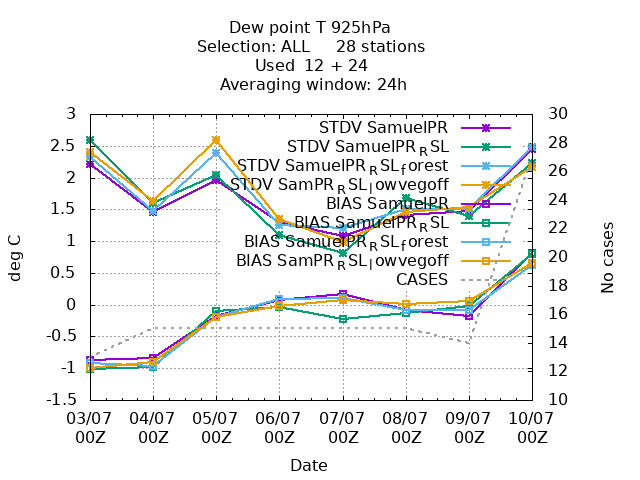 Dew point T 925hPa
Selection: ALL 28 stations
Used 12 + 24
Averaging window: 24h
3 30
STDV SamuelPR
2.5 28
STDV SamuelPR_RSL
STDV SamuelPR_RSL_forest
2 26
STDV SamPR_RSL_lowvegoff
BIAS SamuelPR
1.5 24
BIAS SamuelPR_RSL
1 22
BIAS SamuelPR_RSL_forest
BIAS SamPR_RSL_lowvegoff
0.5 20
CASES
18
0
16
-0.5
14
-1 12
-1.5 10
deg C
No cases
03/07 04/07 05/07 06/07 07/07 08/07 09/07 10/07
00Z 00Z 00Z 00Z 00Z 00Z 00Z 00Z
Date